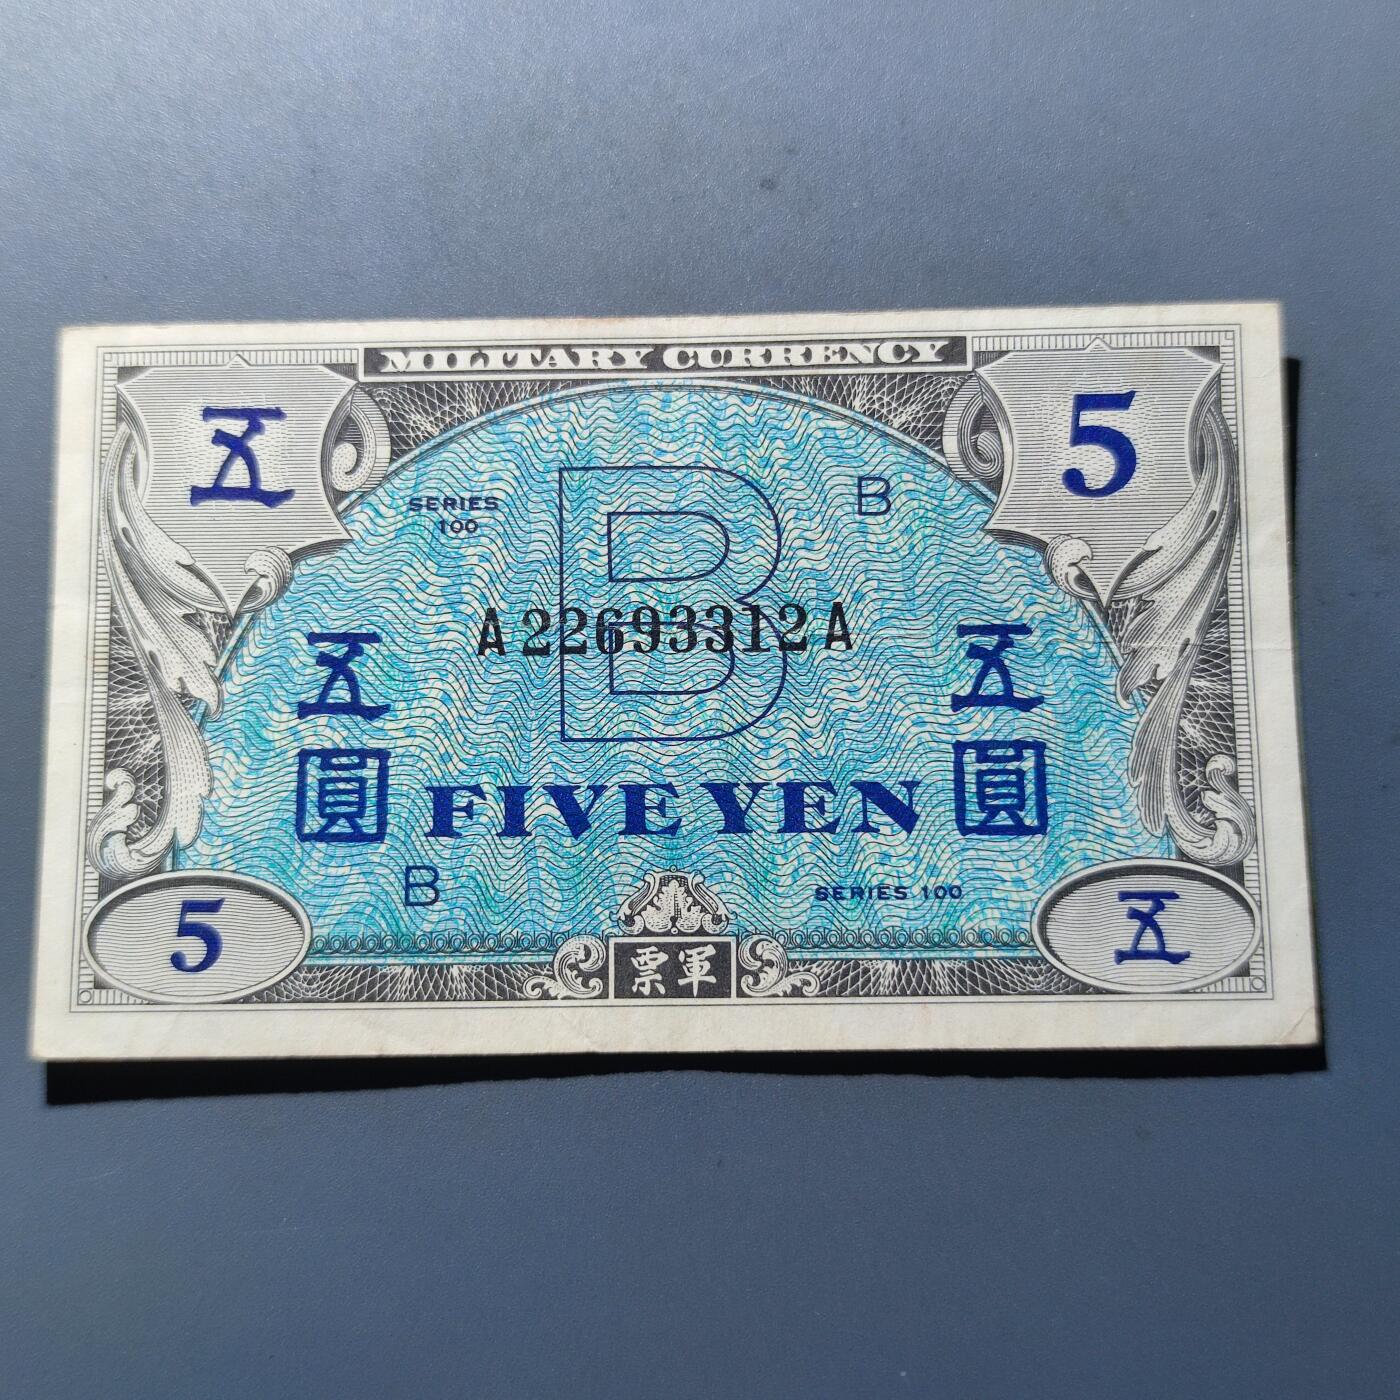 MILITARY CURRENCY
五
5
SERIES
100
B
B
A22693312A
五圓
五圓
FIVE YEN
B
SERIES 100
5
票軍
五